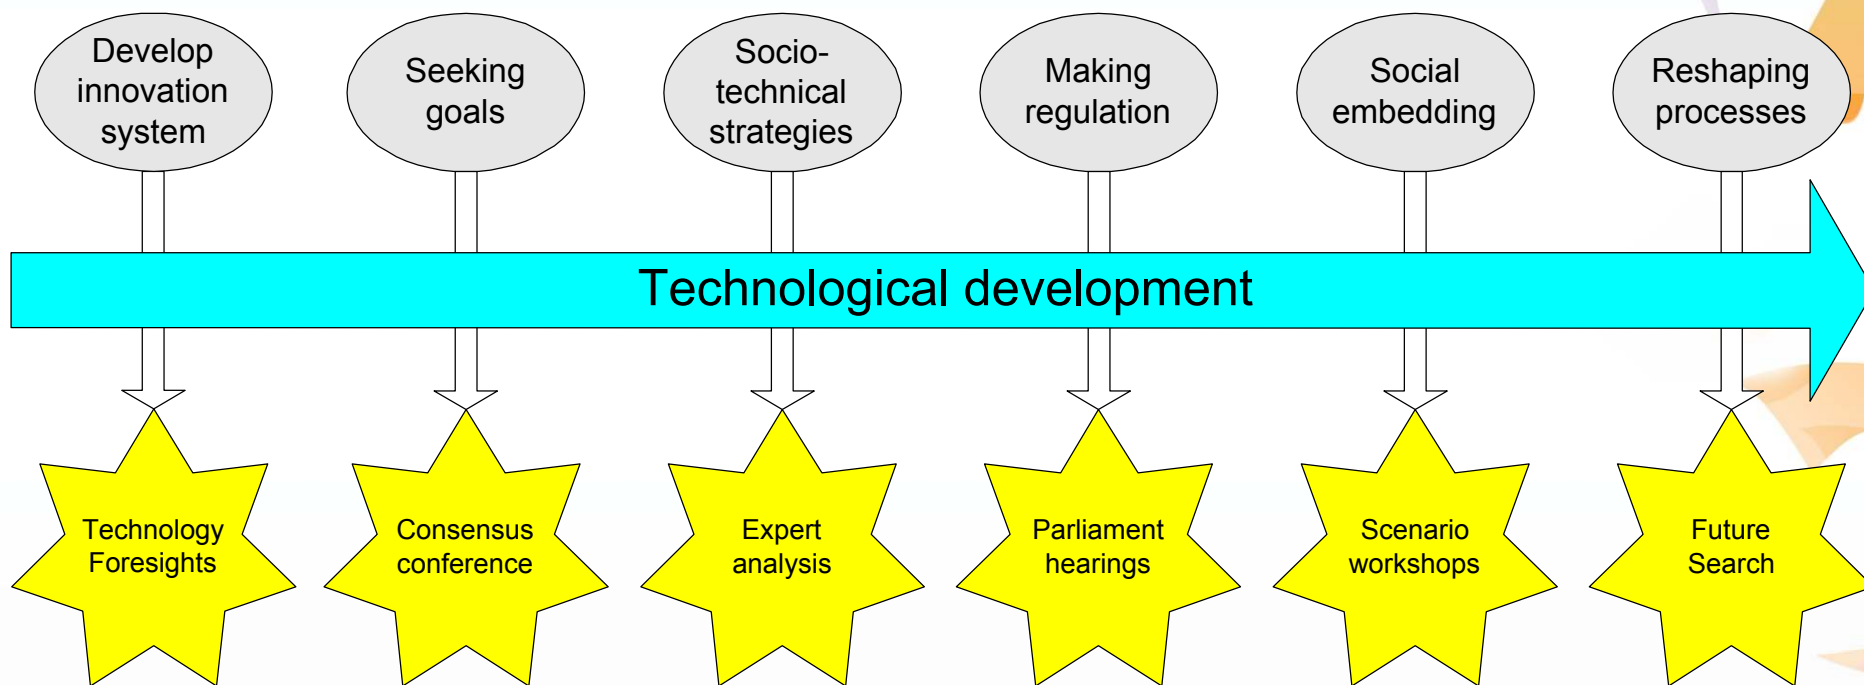 Develop
innovation
system
Seeking
goals
Socio-
technical
strategies
Making
regulation
Social
embedding
Reshaping
processes
Technological development
Technology
Foresights
Consensus
conference
Expert
analysis
Parliament
hearings
Scenario
workshops
Future
Search